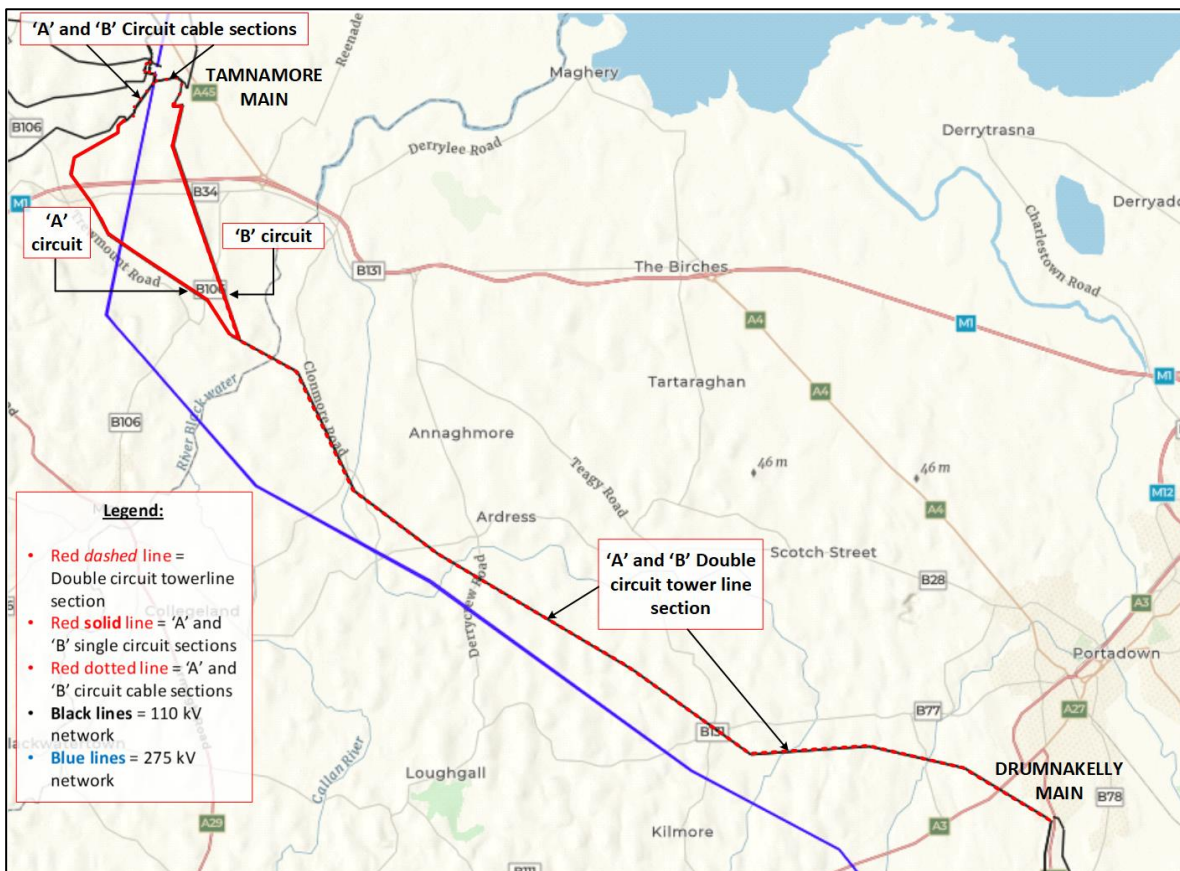 'A' and 'B' Circuit cable sections
TAMNAMORE
MAIN
A45
Reenade
Maghery
B106
Derrylee Road
Derrytrasna
Derryadd
M1
B34
'A'
circuit
'B' circuit
Trewmount Road
B106
B131
The Birches
Charlestown Road
A4
M1
M1
Tartaraghan
A4
Clonmore Road
River Blackwater
B106
Annaghmore
Teagy Road
46 m
46 m
M12
A4
Ardress
Scotch Street
B28
'A' and 'B' Double
circuit tower line
section
Derrycrew Road
A3
Portadown
Legend:
• Red dashed line =
Double circuit towerline
section
• Red solid line = 'A' and
'B' single circuit sections
• Red dotted line = 'A' and
'B' circuit cable sections
• Black lines = 110 kV
network
• Blue lines = 275 kV
network
Collegeland
lackwatertown
B77
A27
B131
Callan River
Loughgall
DRUMNAKELLY
MAIN
B78
A29
Kilmore
A3
B111